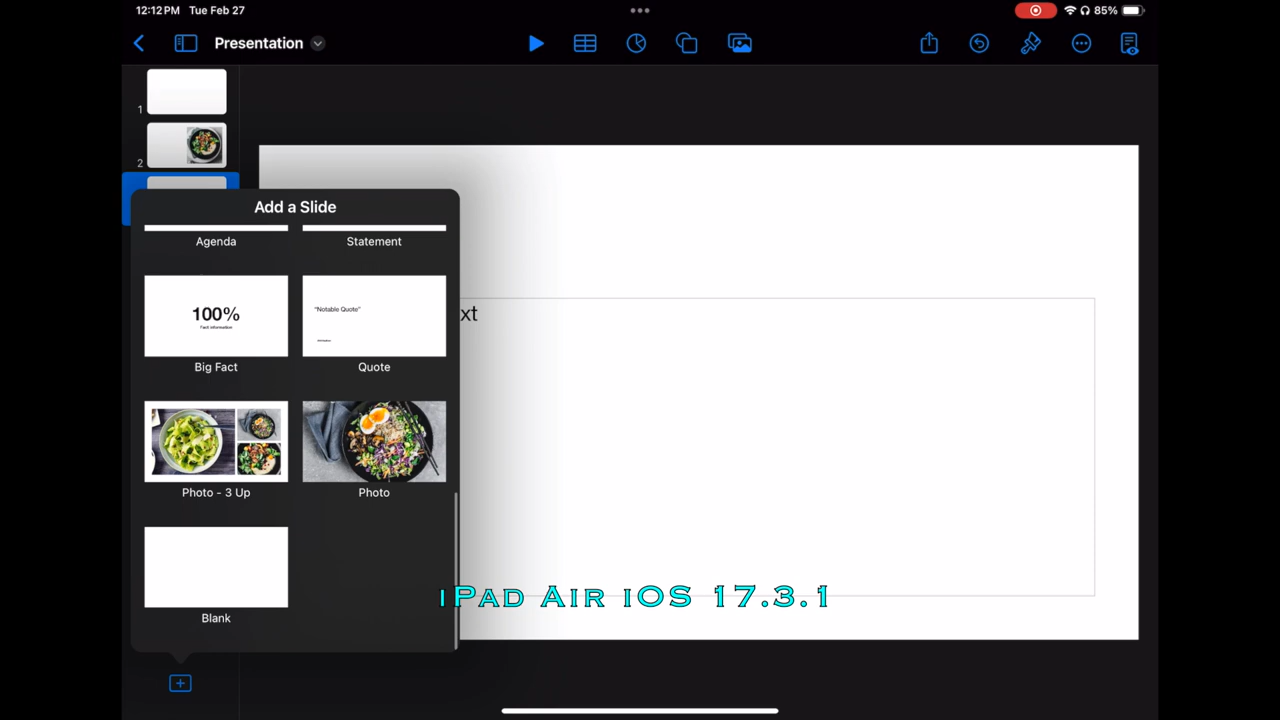 12:12 PM Tue Feb 27
85%
Presentation
1
2
Add a Slide
Agenda
Statement
100%
Fact information
"Notable Quote"
Big Fact
Quote
xt
Photo - 3 Up
Photo
Blank
iPad Air iOS 17.3.1